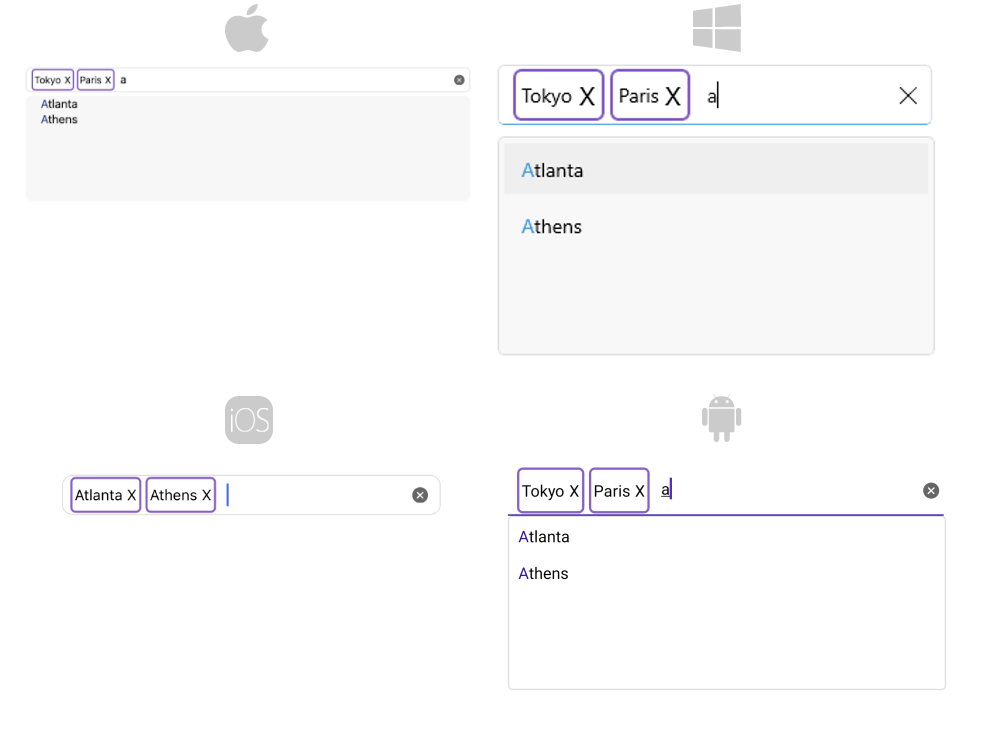 Tokyo X Paris X a
Atlanta
Athens
Tokyo X Paris X a
Atlanta
Athens
iOS
Atlanta X Athens X
Tokyo X Paris X a
Atlanta
Athens